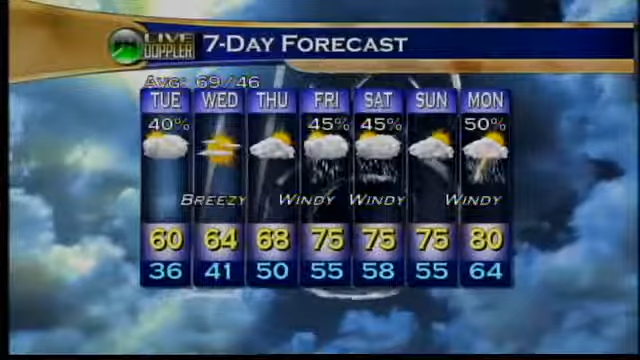 LIVE DOPPLER
7-DAY FORECAST
AVG: 69/46
TUE WED THU FRI SAT SUN MON
40% 45% 45% 50%
BREEZY WINDY WINDY WINDY
60 64 68 75 75 75 80
36 41 50 55 58 55 64